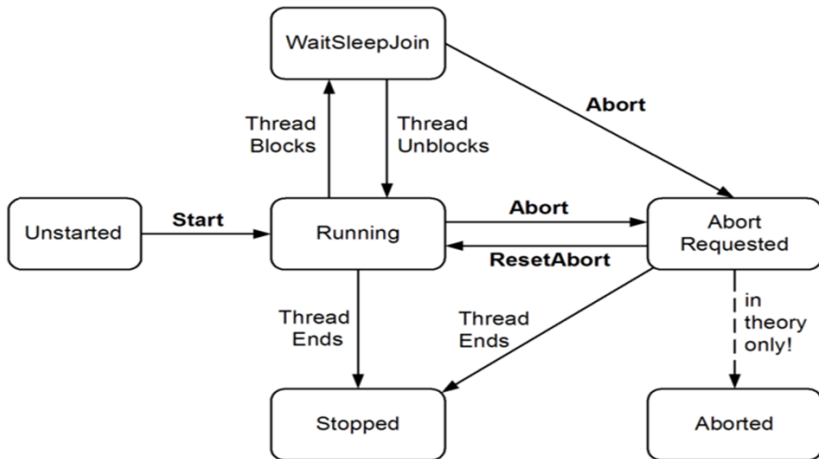 WaitSleepJoin
Abort
Thread
Blocks
Thread
Unblocks
Unstarted
Start
Running
Abort
ResetAbort
Abort
Requested
Thread
Ends
Thread
Ends
in
theory
only!
Stopped
Aborted